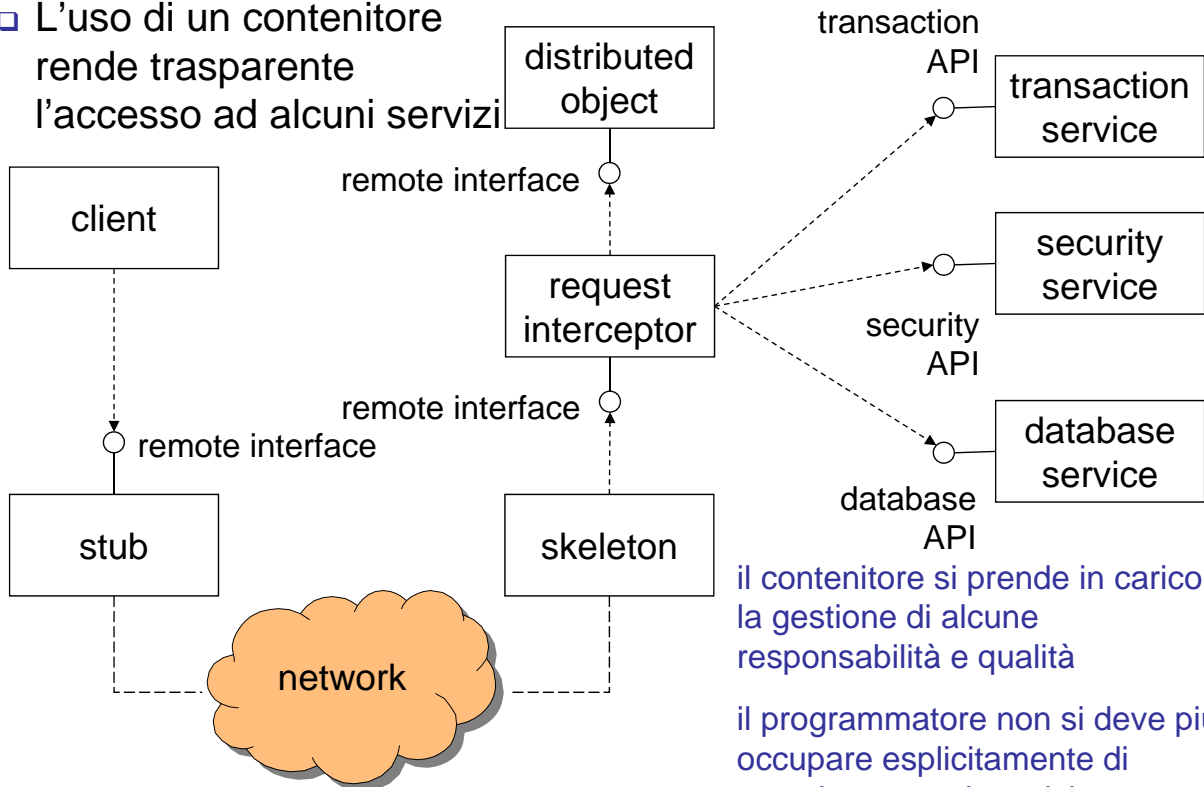 L'uso di un contenitore
rende trasparente
l'accesso ad alcuni servizi
distributed
object
transaction
API
transaction
service
remote interface
client
security
service
request
interceptor
security
API
remote interface
remote interface
database
service
stub
skeleton
database
API
network
il contenitore si prende in carico
la gestione di alcune
responsabilità e qualità
il programmatore non si deve più
occupare esplicitamente di